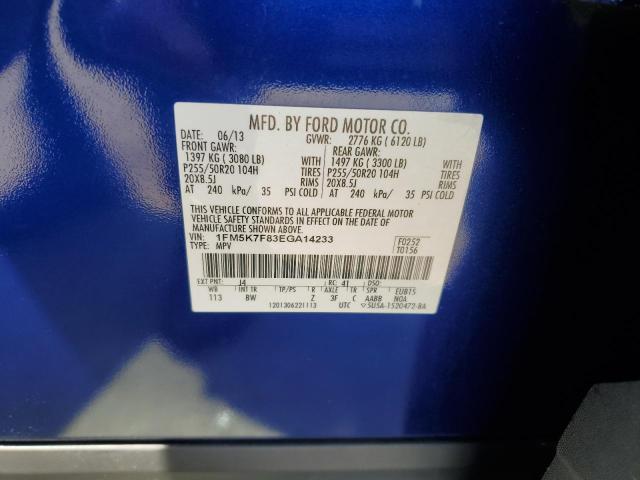 MFD. BY FORD MOTOR CO.
DATE: 06/13 GVWR: 2776 KG ( 6120 LB)
FRONT GAWR: REAR GAWR:
1397 KG ( 3080 LB) WITH 1497 KG ( 3300 LB) WITH
P255/50R20 104H TIRES P255/50R20 104H TIRES
20X8.5J RIMS 20X8.5J RIMS
AT 240 kPa/ 35 PSI COLD AT 240 kPa/ 35 PSI COLD
THIS VEHICLE CONFORMS TO ALL APPLICABLE FEDERAL MOTOR
VEHICLE SAFETY STANDARDS IN EFFECT ON THE DATE OF
MANUFACTURE SHOWN ABOVE.
VIN: 1FM5K7F83EGA14233 F0252
TYPE: MPV T0156
EXT PNT: J4 RC: 41 DSO:
WB INT TR TP/PS R AXLE TR SPR EUB15
113 BW Z 3F C AABB NOA
1201306221113 UTC 5U5A-1520472-BA